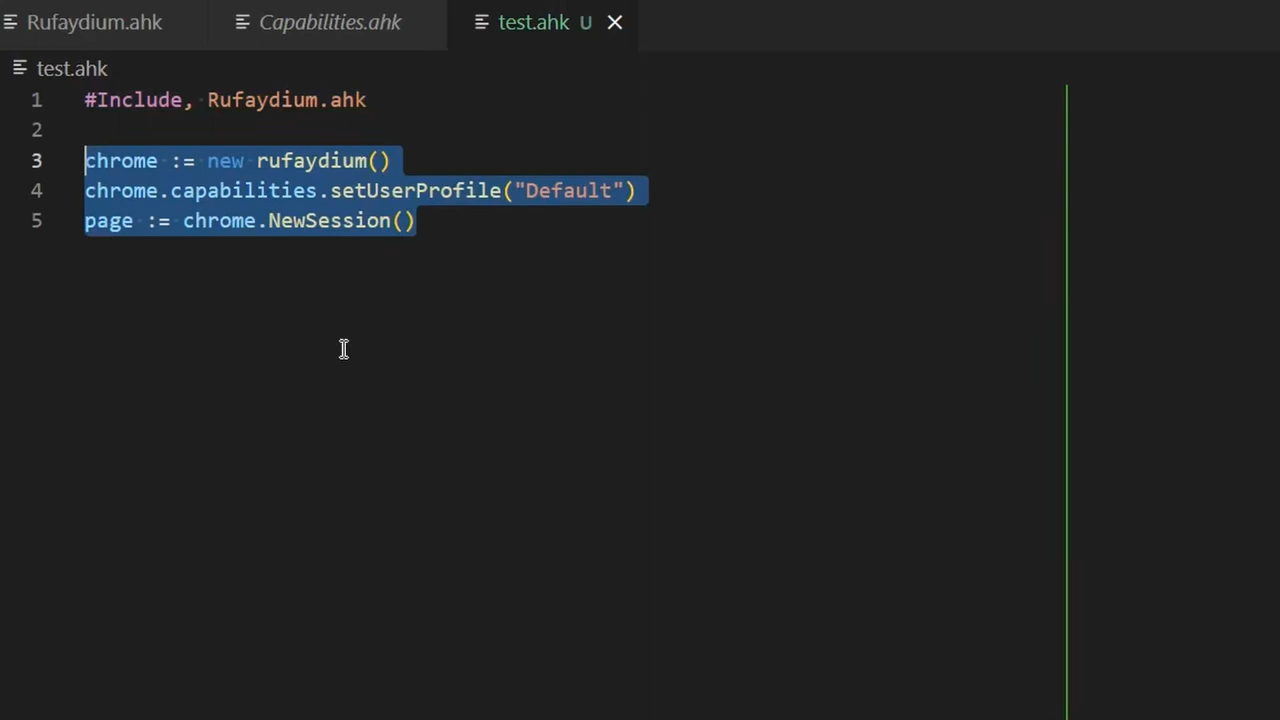 Rufaydium.ahk Capabilities.ahk test.ahk U
test.ahk
1 #Include, Rufaydium.ahk
2
3 chrome := new rufaydium()
4 chrome.capabilities.setUserProfile("Default")
5 page := chrome.NewSession()